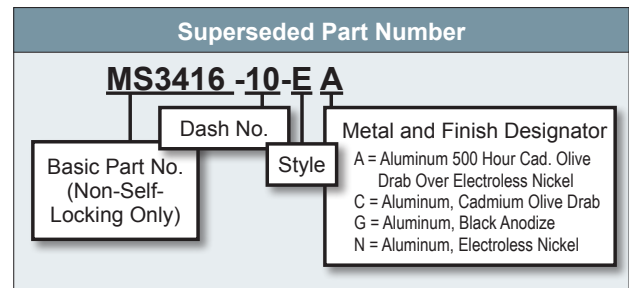 Superseded Part Number
MS3416 -10-E A
Dash No.
Basic Part No.
(Non-Self-
Locking Only)
Style
Metal and Finish Designator
A = Aluminum 500 Hour Cad. Olive
Drab Over Electroless Nickel
C = Aluminum, Cadmium Olive Drab
G = Aluminum, Black Anodize
N = Aluminum, Electroless Nickel